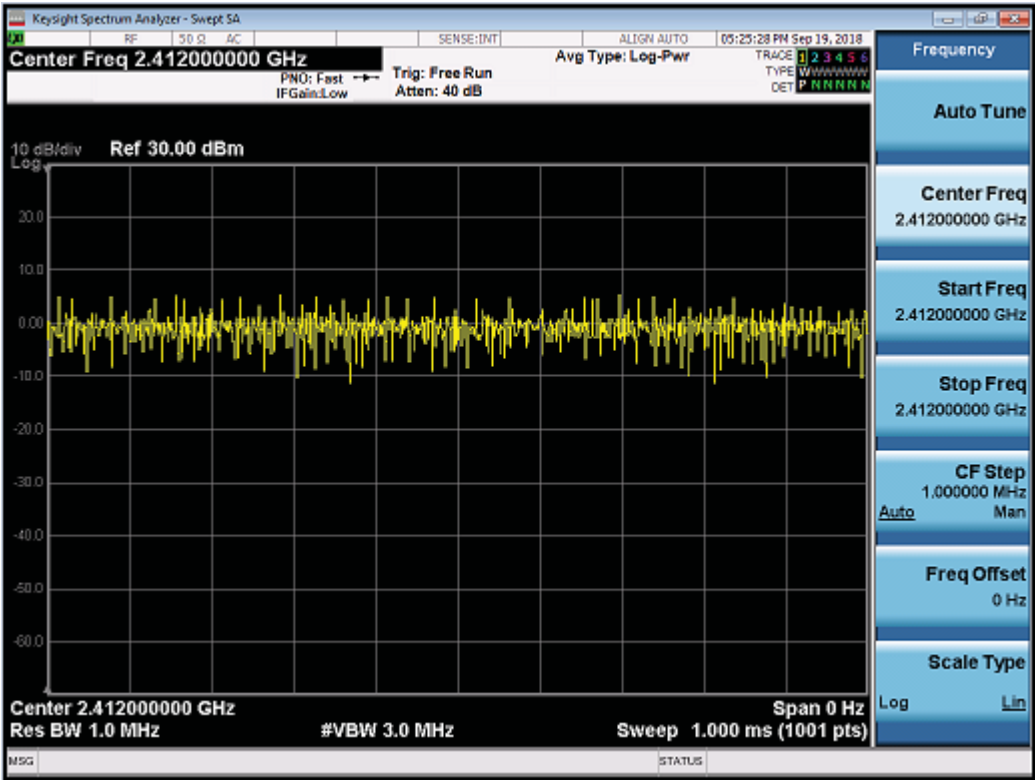 Keysight Spectrum Analyzer - Swept SA
RF 50 Ω AC SENSE:INT ALIGN AUTO 05:25:28 PM Sep 19, 2018
Center Freq 2.412000000 GHz
PNO: Fast
IFGain:Low
Trig: Free Run
Atten: 40 dB
Avg Type: Log-Pwr
TRACE 1 2 3 4 5 6
TYPE W
DET P N N N N N
10 dB/div
Log
Ref 30.00 dBm
20.0
10.0
0.00
-10.0
-20.0
-30.0
-40.0
-50.0
-60.0
Center 2.412000000 GHz
Span 0 Hz
Res BW 1.0 MHz
#VBW 3.0 MHz
Sweep 1.000 ms (1001 pts)
MSG
STATUS
Frequency
Auto Tune
Center Freq
2.412000000 GHz
Start Freq
2.412000000 GHz
Stop Freq
2.412000000 GHz
CF Step
1.000000 MHz
Auto Man
Freq Offset
0 Hz
Scale Type
Log Lin